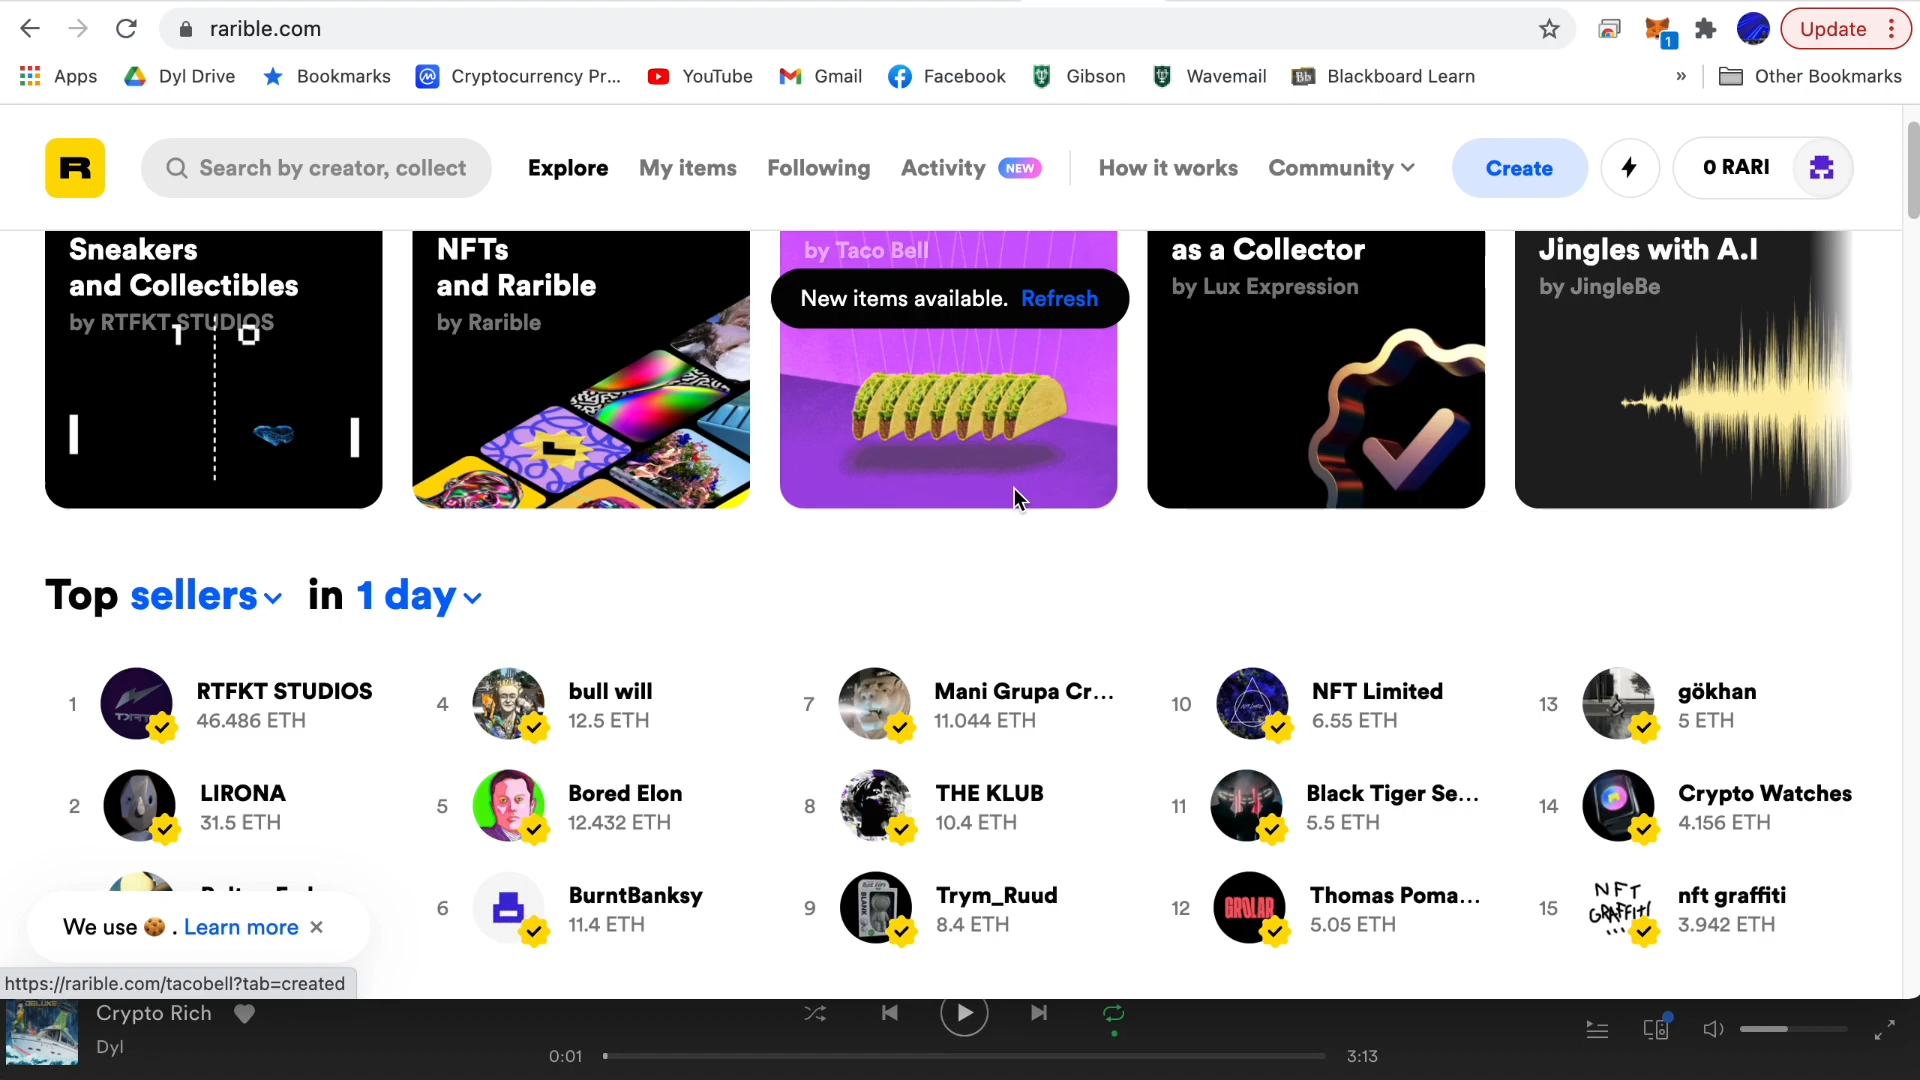 rarible.com
Update
1
Apps
Dyl Drive
Bookmarks
Cryptocurrency Pr...
YouTube
Gmail
Facebook
Gibson
Wavemail
Bb
Blackboard Learn
»
Other Bookmarks
R
Search by creator, collect
Explore
My items
Following
Activity
NEW
How it works
Community
Create
0 RARI
Sneakers
and Collectibles
by RTFKT STUDIOS
1 0
NFTs
and Rarible
by Rarible
by Taco Bell
New items available. Refresh
as a Collector
by Lux Expression
Jingles with A.I
by JingleBe
Top sellers in 1 day
1
RTFKT STUDIOS
46.486 ETH
4
bull will
12.5 ETH
7
Mani Grupa Cr...
11.044 ETH
10
NFT Limited
6.55 ETH
13
gökhan
5 ETH
2
LIRONA
31.5 ETH
5
Bored Elon
12.432 ETH
8
THE KLUB
10.4 ETH
11
Black Tiger Se...
5.5 ETH
14
Crypto Watches
4.156 ETH
6
BurntBanksy
11.4 ETH
9
Trym_Ruud
8.4 ETH
12
GROLAR
Thomas Poma...
5.05 ETH
15
NFT
GRAFFITI
nft graffiti
3.942 ETH
We use 🍪 . Learn more ×
https://rarible.com/tacobell?tab=created
DELUXE
Crypto Rich
Dyl
0:01
3:13